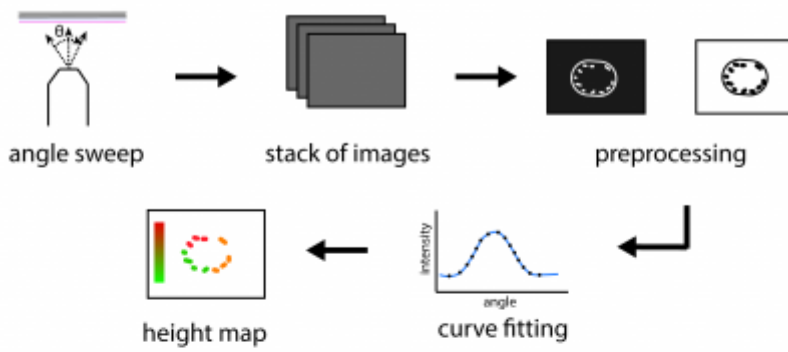 θ
angle sweep
stack of images
preprocessing
height map
intensity
angle
curve fitting